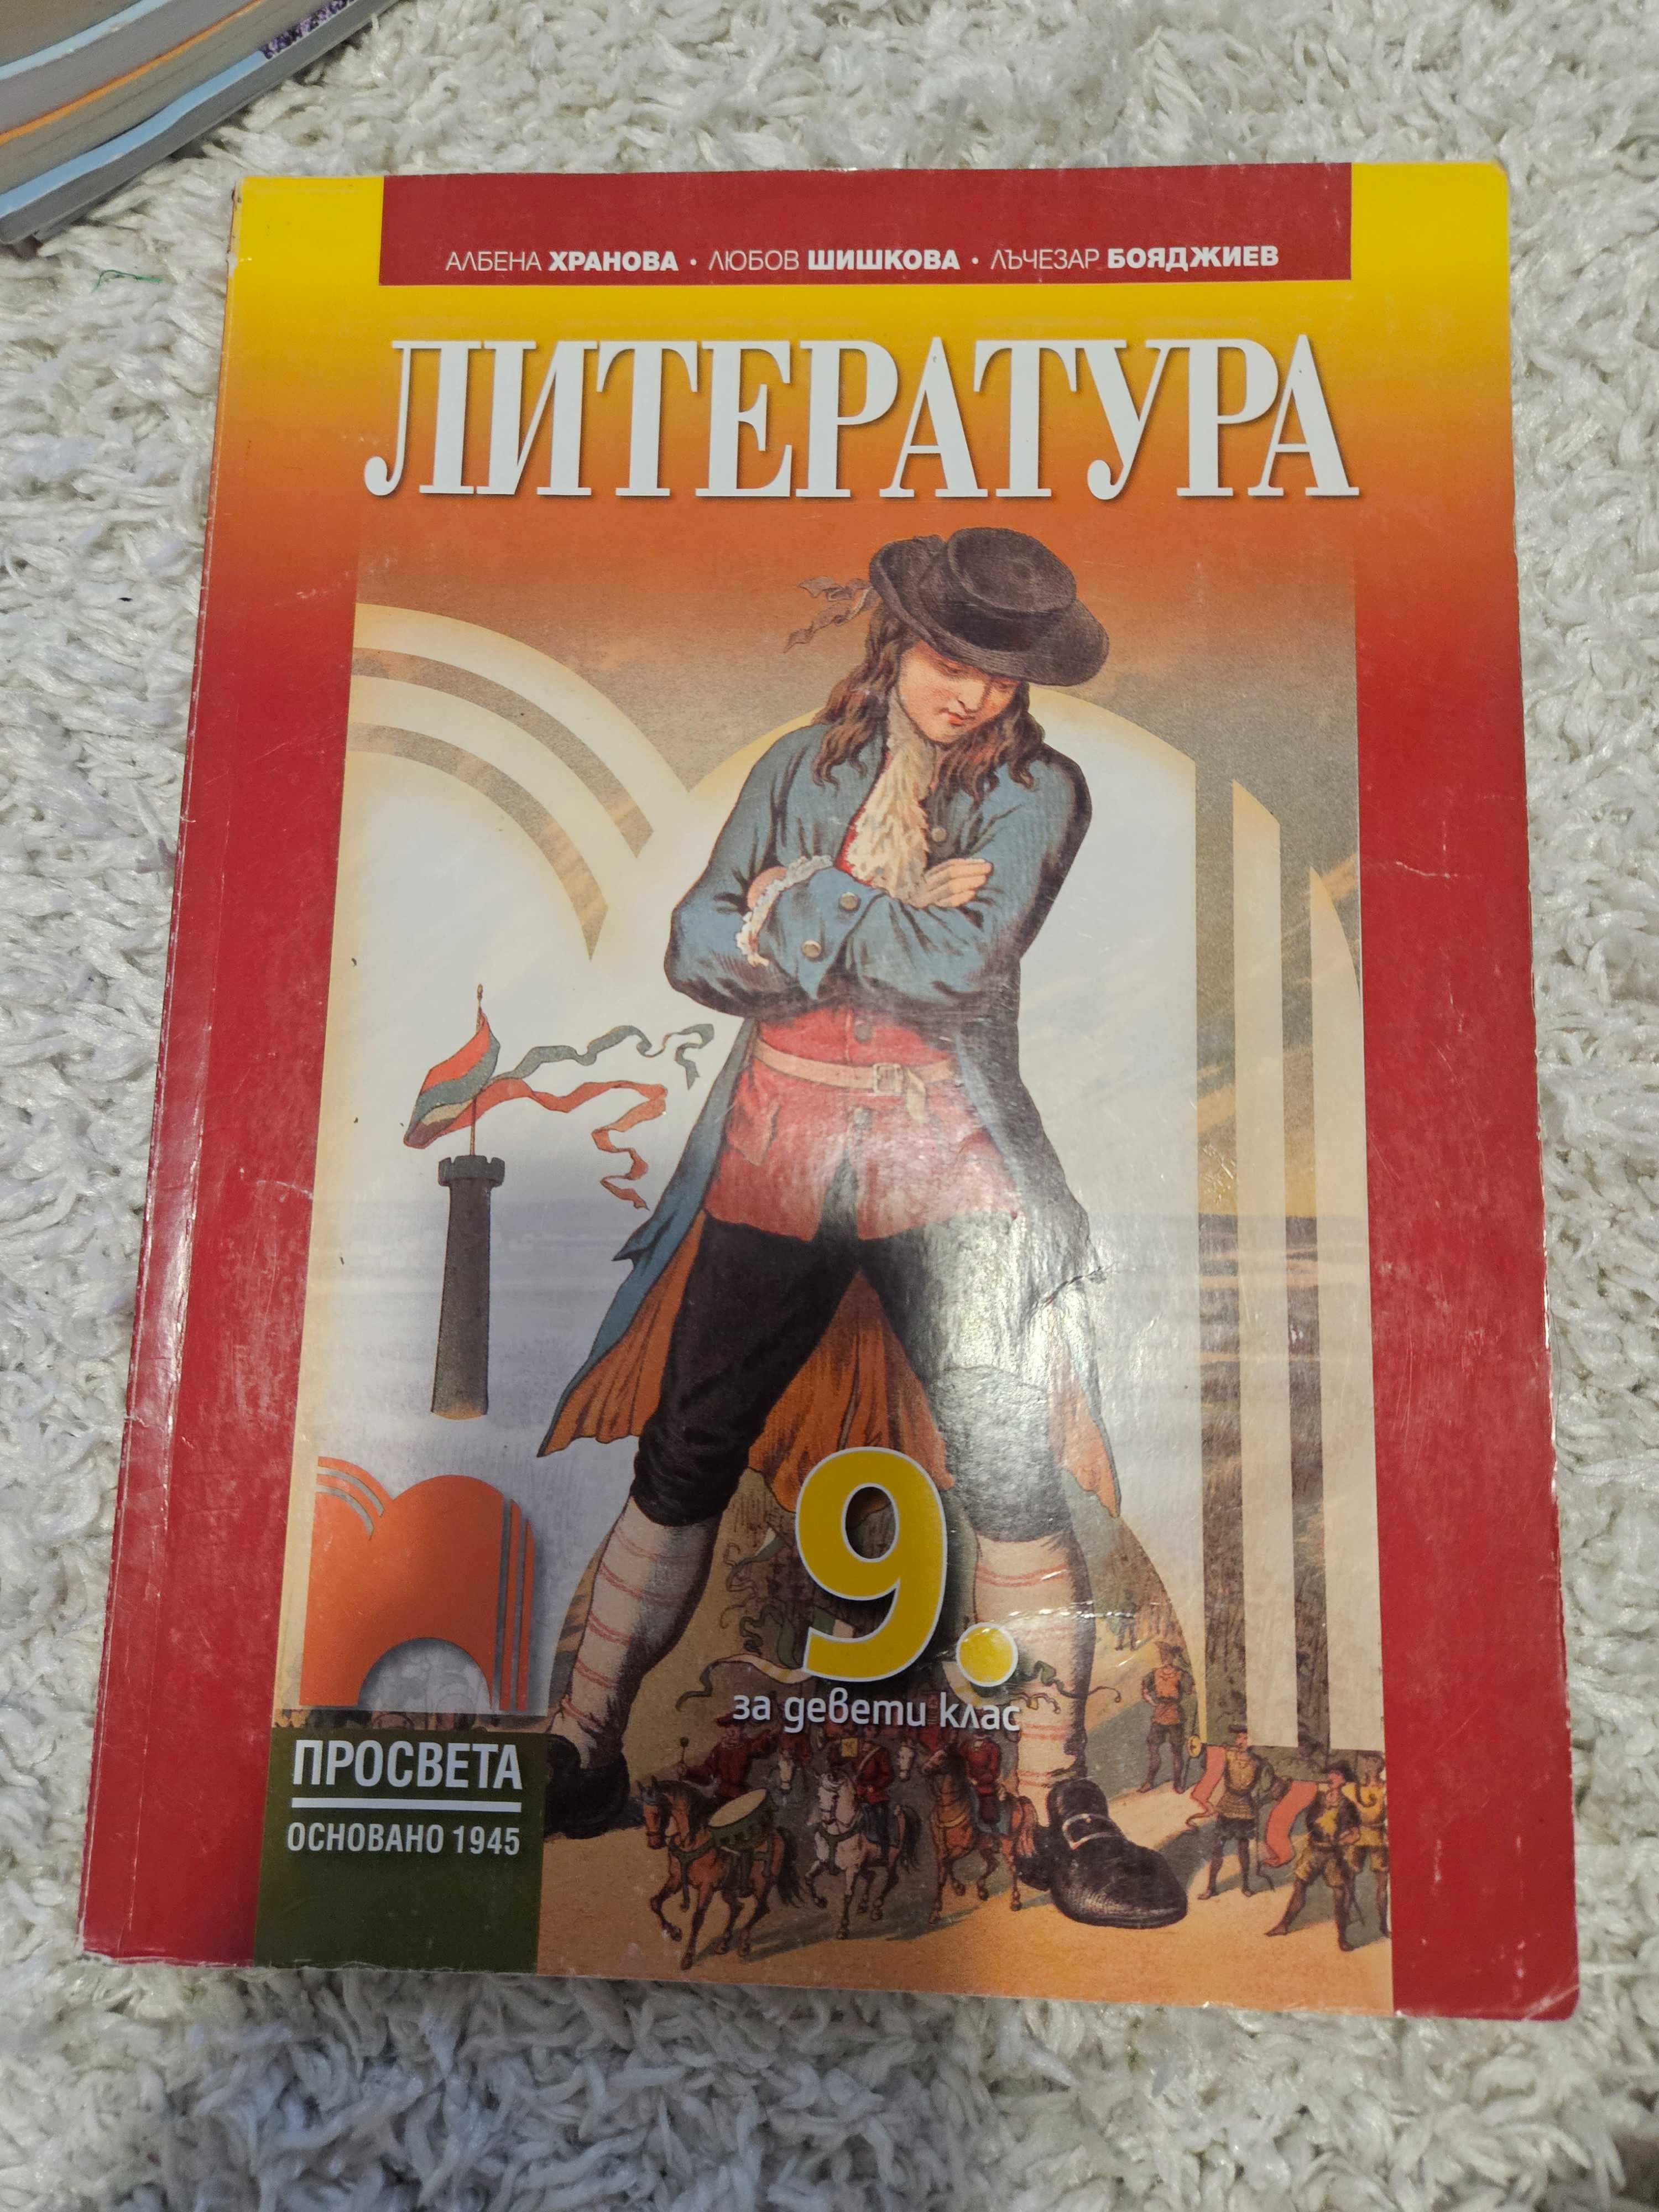 АЛБЕНА ХРАНОВА • ЛЮБОВ ШИШКОВА • ЛЪЧЕЗАР БОЯДЖИЕВ
ЛИТЕРАТУРА
9.
за девети клас
ПРОСВЕТА
ОСНОВАНО 1945